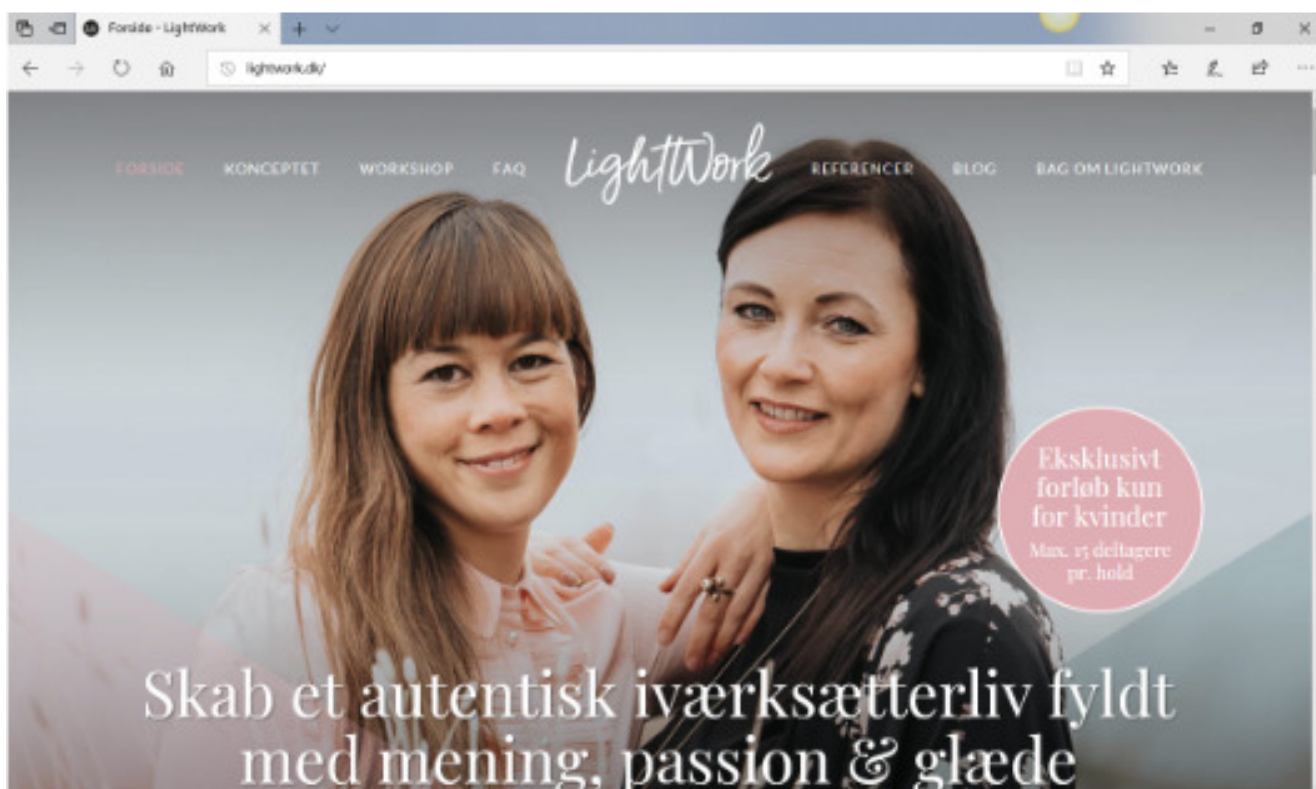 Forside - LightWork
lightwork.dk/
FORSIDE KONCEPTET WORKSHOP FAQ LightWork REFERENCER BLOG BAG OM LIGHTWORK
Eksklusivt
forløb kun
for kvinder
Max. 15 deltagere
pr. hold
Skab et autentisk iværksætterliv fyldt
med mening, passion & glæde